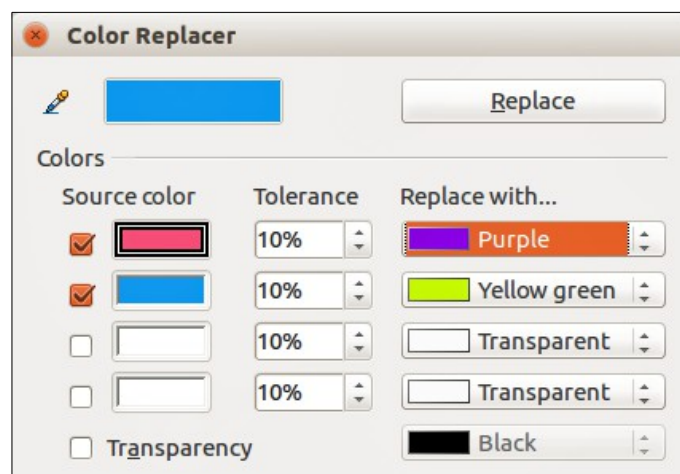 Color Replacer
Replace
Colors
Source color Tolerance Replace with...
10% Purple
10% Yellow green
10% Transparent
10% Transparent
Transparency Black